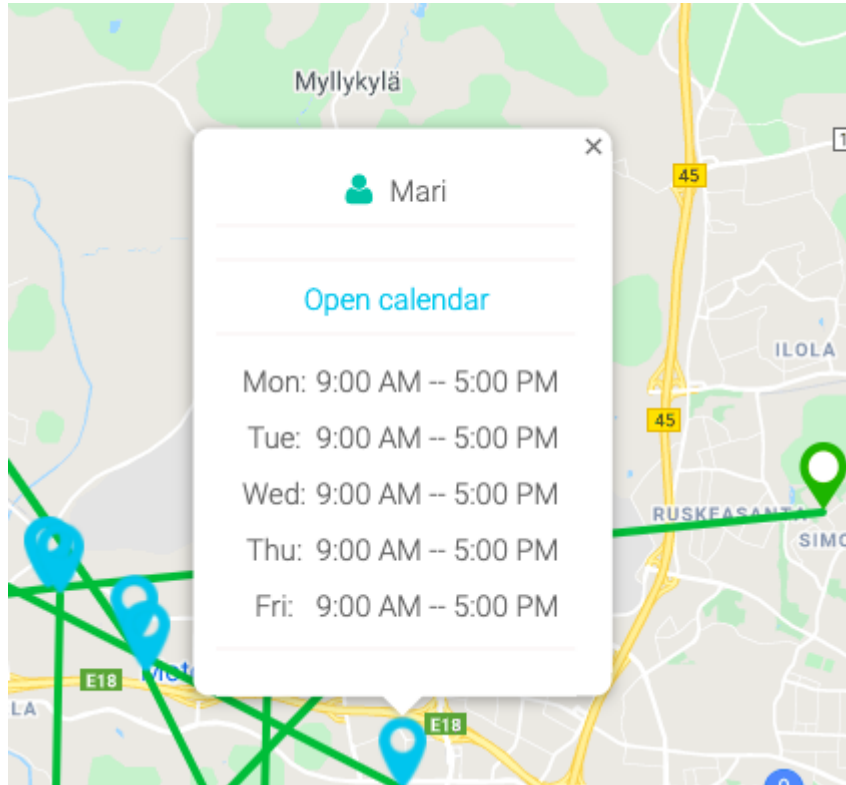 Myllykylä
45
Mari
Open calendar
ILOLA
Mon: 9:00 AM -- 5:00 PM
45
Tue: 9:00 AM -- 5:00 PM
Wed: 9:00 AM -- 5:00 PM
RUSKEASANTA
SIMO
Thu: 9:00 AM -- 5:00 PM
Fri: 9:00 AM -- 5:00 PM
E18
LA
E18